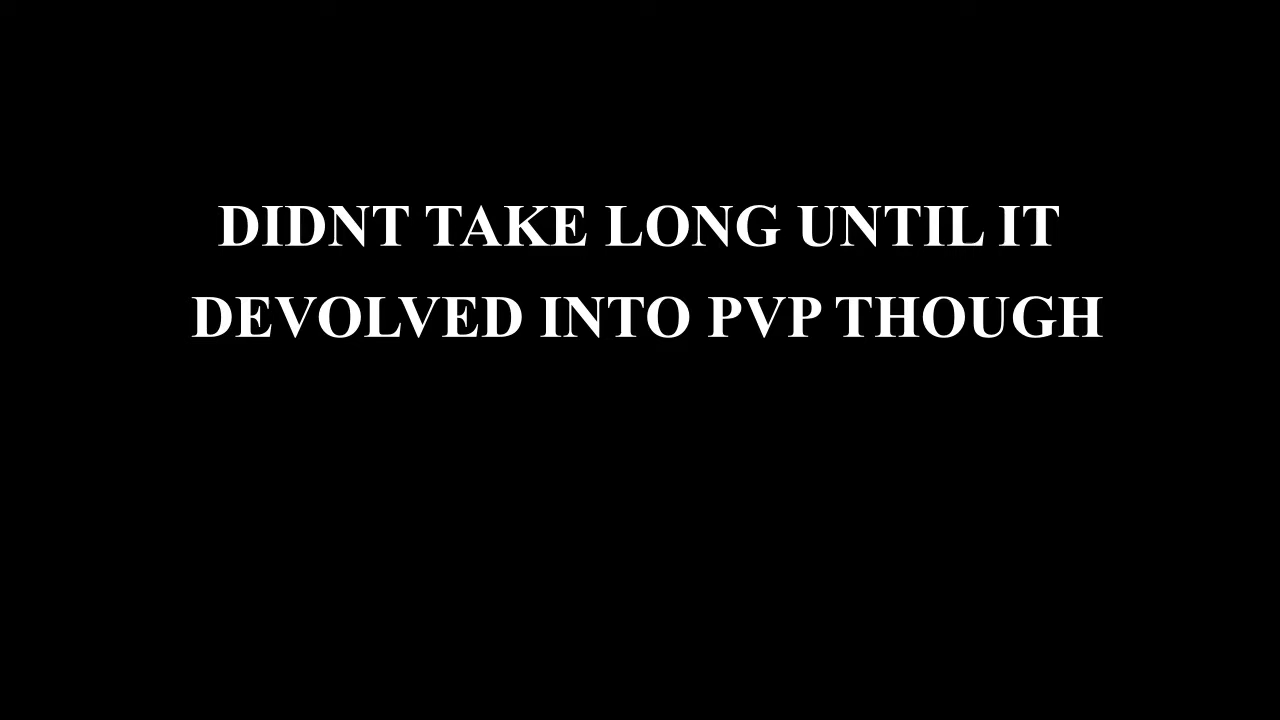 DIDNT TAKE LONG UNTIL IT
DEVOLVED INTO PVP THOUGH